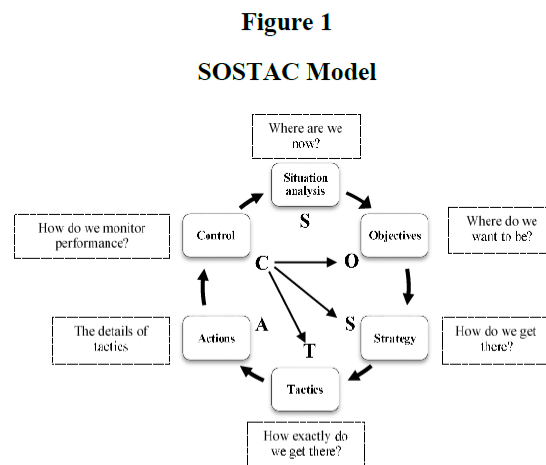 Figure 1
SOSTAC Model
Where are we
now?
Situation
analysis
S
How do we monitor
performance?
Control
Objectives
Where do we
want to be?
C
O
The details of
tactics
Actions
A
S
Strategy
How do we get
there?
T
Tactics
How exactly do
we get there?